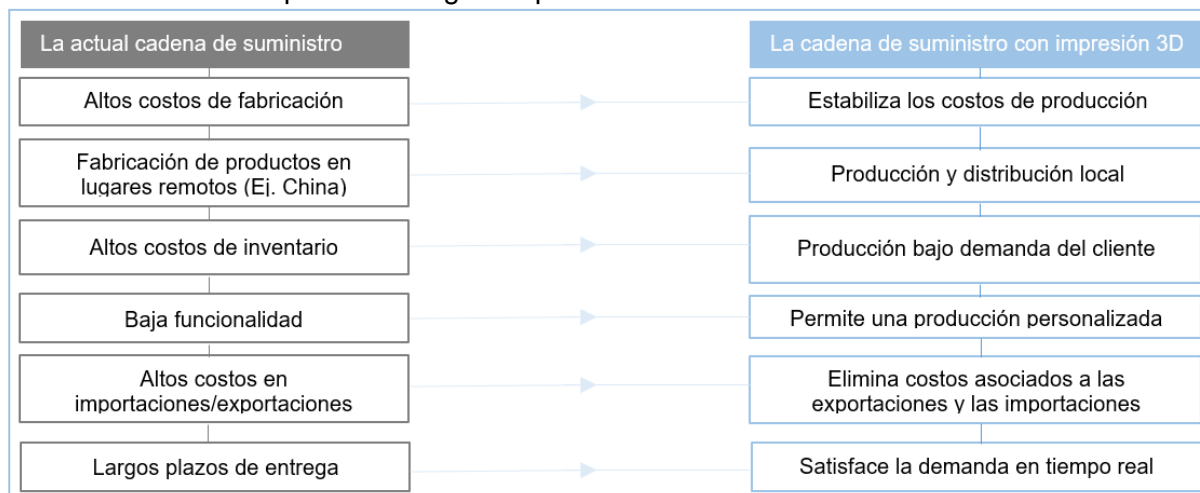 La actual cadena de suministro
La cadena de suministro con impresión 3D
Altos costos de fabricación
Estabiliza los costos de producción
Fabricación de productos en
lugares remotos (Ej. China)
Producción y distribución local
Altos costos de inventario
Producción bajo demanda del cliente
Baja funcionalidad
Permite una producción personalizada
Altos costos en
importaciones/exportaciones
Elimina costos asociados a las
exportaciones y las importaciones
Largos plazos de entrega
Satisface la demanda en tiempo real